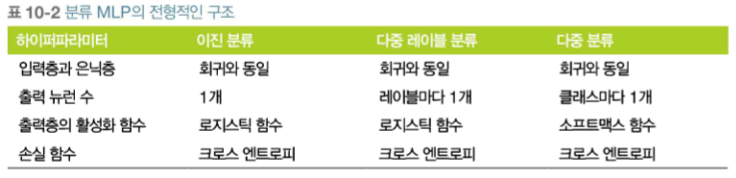 표 10-2 분류 MLP의 전형적인 구조
하이퍼파라미터 이진 분류 다중 레이블 분류 다중 분류
입력층과 은닉층 회귀와 동일 회귀와 동일 회귀와 동일
출력 뉴런 수 1개 레이블마다 1개 클래스마다 1개
출력층의 활성화 함수 로지스틱 함수 로지스틱 함수 소프트맥스 함수
손실 함수 크로스 엔트로피 크로스 엔트로피 크로스 엔트로피